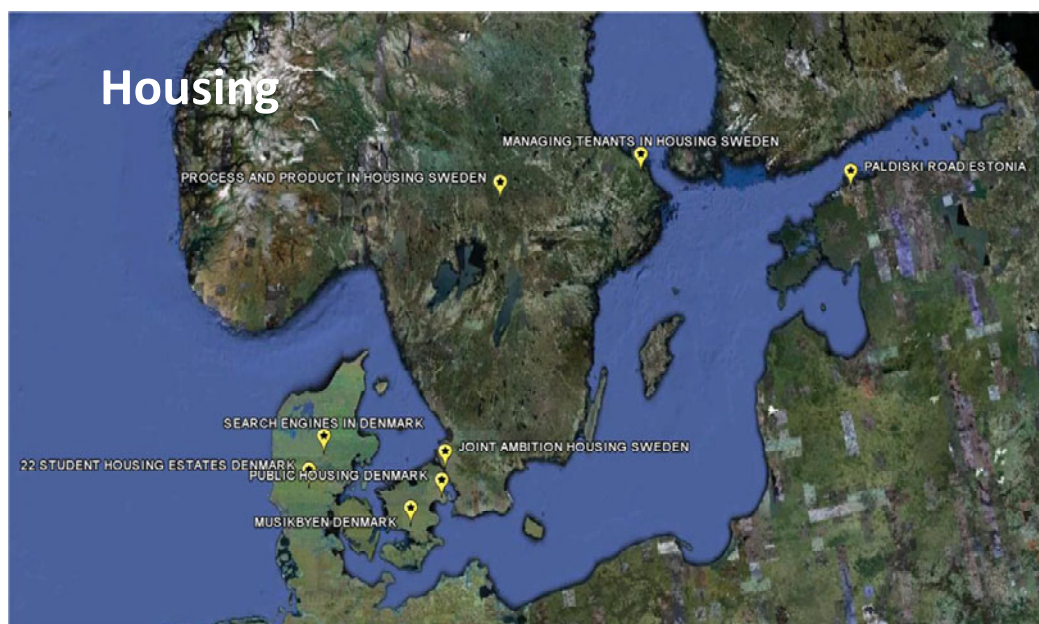 Housing
MANAGING TENANTS IN HOUSING SWEDEN
PALDISKI ROAD ESTONIA
PROCESS AND PRODUCT IN HOUSING SWEDEN
SEARCH ENGINES IN DENMARK
JOINT AMBITION HOUSING SWEDEN
22 STUDENT HOUSING ESTATES DENMARK
PUBLIC HOUSING DENMARK
MUSIKBYEN DENMARK